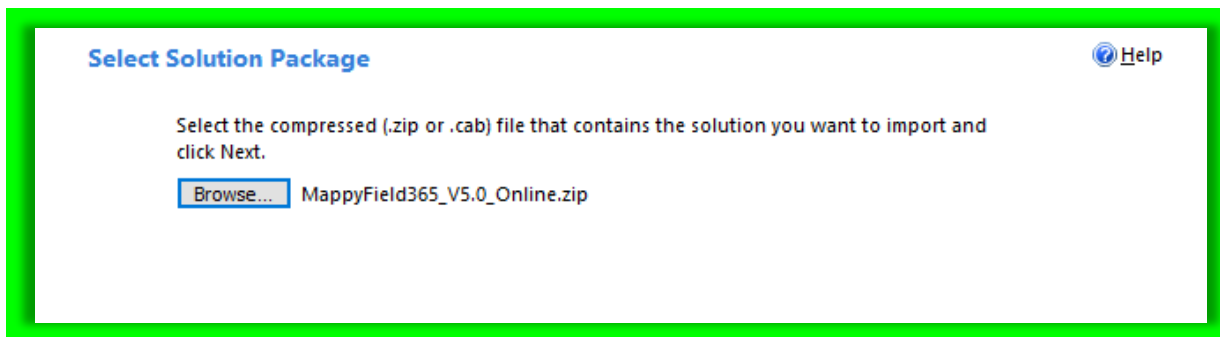 Select Solution Package
Help
Select the compressed (.zip or .cab) file that contains the solution you want to import and
click Next.
Browse... MappyField365_V5.0_Online.zip